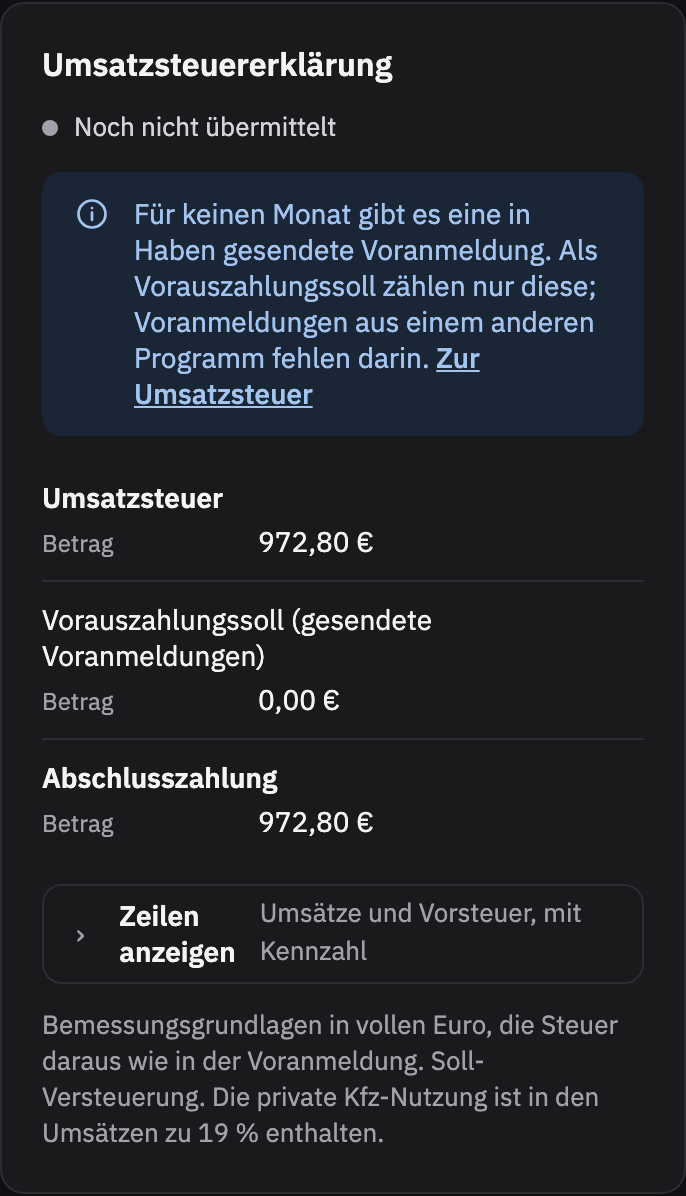 Umsatzsteuererklärung
Noch nicht übermittelt
Für keinen Monat gibt es eine in
Haben gesendete Voranmeldung. Als
Vorauszahlungssoll zählen nur diese;
Voranmeldungen aus einem anderen
Programm fehlen darin. Zur
Umsatzsteuer
Umsatzsteuer
Betrag 972,80 €
Vorauszahlungssoll (gesendete
Voranmeldungen)
Betrag 0,00 €
Abschlusszahlung
Betrag 972,80 €
Zeilen anzeigen
Umsätze und Vorsteuer, mit
Kennzahl
Bemessungsgrundlagen in vollen Euro, die Steuer
daraus wie in der Voranmeldung. Soll-
Versteuerung. Die private Kfz-Nutzung ist in den
Umsätzen zu 19 % enthalten.